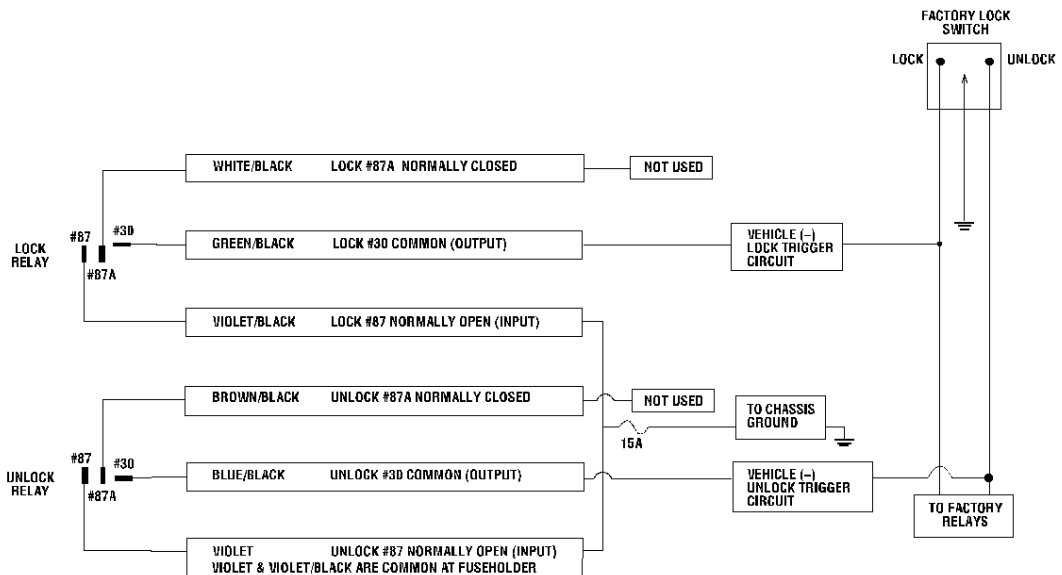 FACTORY LOCK
SWITCH
LOCK
UNLOCK
WHITE/BLACK LOCK #87A NORMALLY CLOSED
NOT USED
#87
#30
LOCK
RELAY
#87A
GREEN/BLACK LOCK #30 COMMON (OUTPUT)
VEHICLE (–)
LOCK TRIGGER
CIRCUIT
VIOLET/BLACK LOCK #87 NORMALLY OPEN (INPUT)
BROWN/BLACK UNLOCK #87A NORMALLY CLOSED
NOT USED
TO CHASSIS
GROUND
15A
#87
#30
UNLOCK
RELAY
#87A
BLUE/BLACK UNLOCK #30 COMMON (OUTPUT)
VEHICLE (–)
UNLOCK TRIGGER
CIRCUIT
TO FACTORY
RELAYS
VIOLET UNLOCK #87 NORMALLY OPEN (INPUT)
VIOLET & VIOLET/BLACK ARE COMMON AT FUSEHOLDER